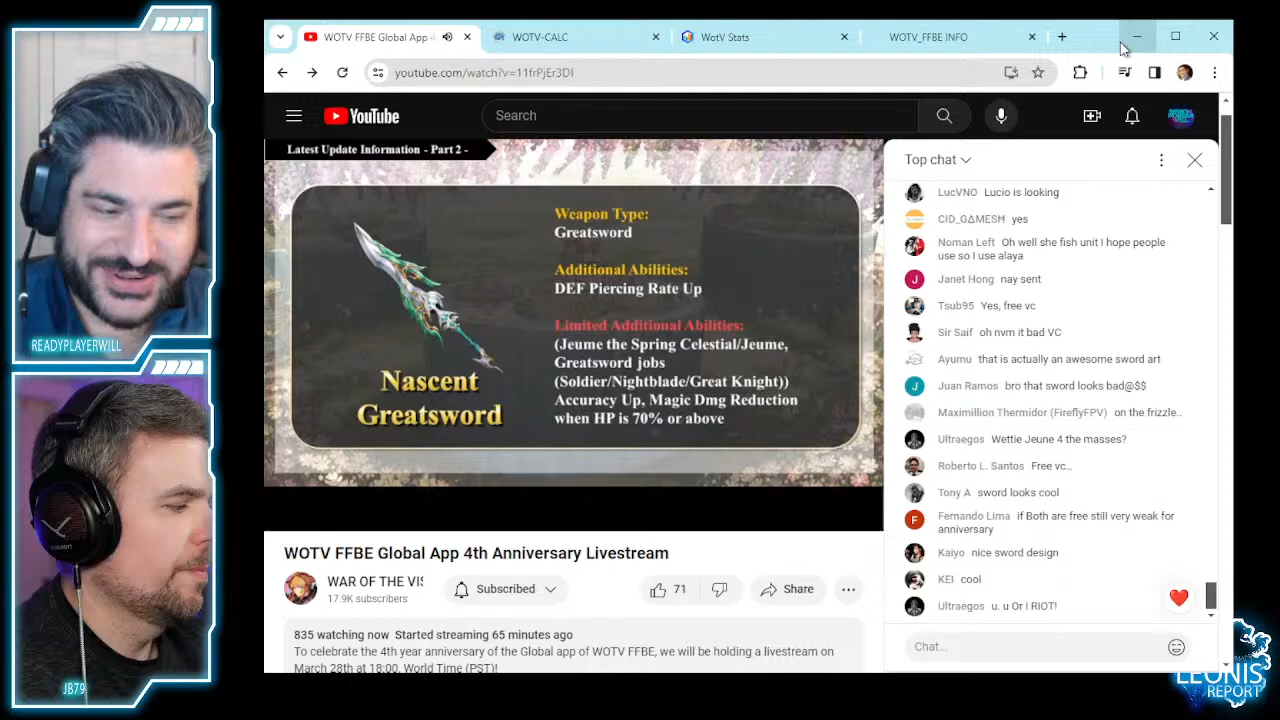 WOTV FFBE Global App 4
WOTV-CALC
WotV Stats
WOTV_FFBE INFO
youtube.com/watch?v=11frPjEr3DI
YouTube
Search
Latest Update Information - Part 2 -
Weapon Type:
Greatsword
Additional Abilities:
DEF Piercing Rate Up
Limited Additional Abilities:
(Jeume the Spring Celestial/Jeume,
Greatsword jobs
(Soldier/Nightblade/Great Knight))
Accuracy Up, Magic Dmg Reduction
when HP is 70% or above
Nascent
Greatsword
Top chat
LucVNO Lucio is looking
CID_GΔMESĦ yes
Noman Left Oh well she fish unit I hope people
use so I use alaya
Janet Hong nay sent
Tsub95 Yes, free vc
Sir Saif oh nvm it bad VC
Ayumu that is actually an awesome sword art
Juan Ramos bro that sword looks bad@$$
Maximillion Thermidor (FireflyFPV) on the frizzle..
Ultraegos Wettie Jeune 4 the masses?
Roberto L. Santos Free vc...
Tony A sword looks cool
Fernando Lima if Both are free still very weak for
anniversary
Kaiyo nice sword design
KEI cool
Ultraegos u. u Or I RIOT!
Chat...
WOTV FFBE Global App 4th Anniversary Livestream
WAR OF THE VIS
17.9K subscribers
Subscribed
71
Share
835 watching now Started streaming 65 minutes ago
To celebrate the 4th year anniversary of the Global app of WOTV FFBE, we will be holding a livestream on
March 28th at 18:00, World Time (PST)!
READYPLAYERWILL
JB79
LEONIS
REPORT